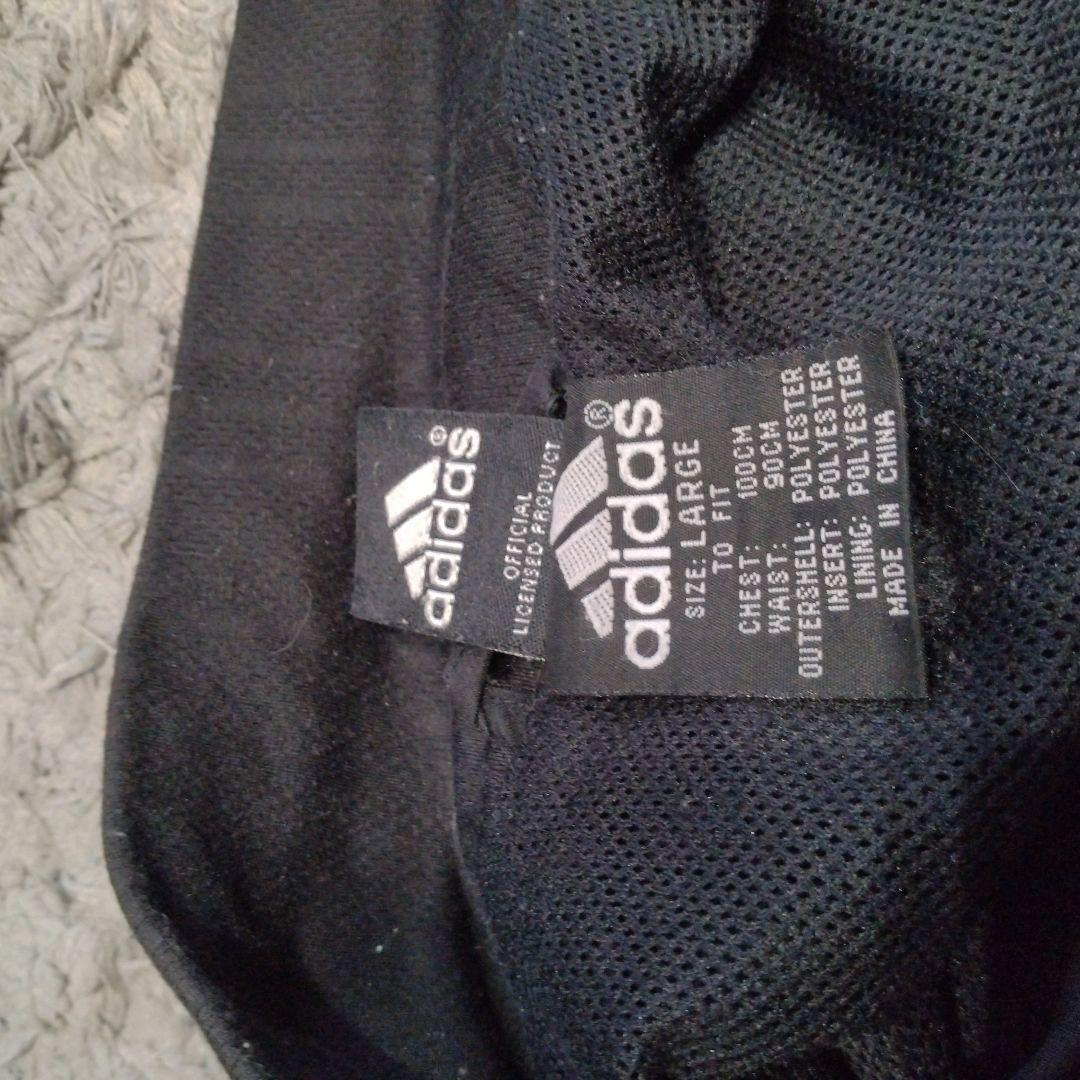 adidas®
OFFICIAL
LICENSED PRODUCT
adidas®
SIZE: LARGE
TO FIT
CHEST: 100CM
WAIST: 90CM
OUTERSHELL: POLYESTER
INSERT: POLYESTER
LINING: POLYESTER
MADE IN CHINA